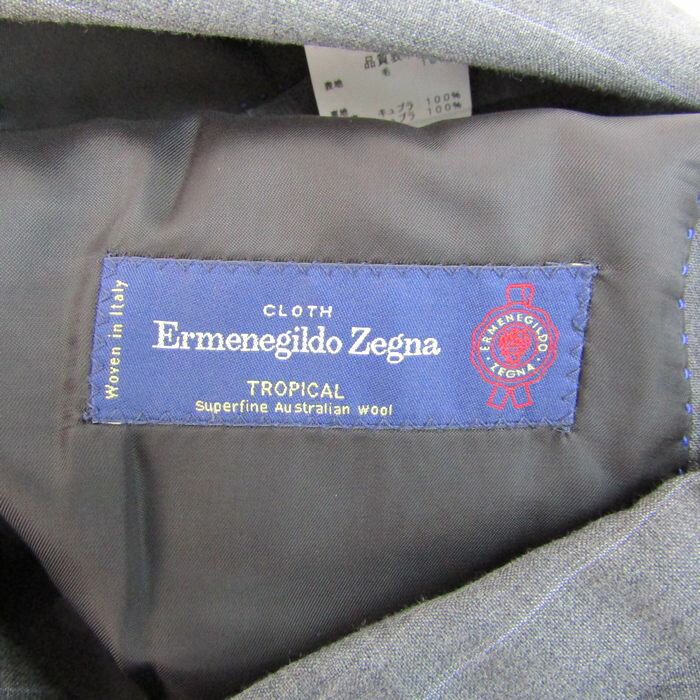 品質表
表地 毛 10
裏地 キュプラ 100%
キュプラ 100%
Woven in Italy
CLOTH
Ermenegildo Zegna
TROPICAL
Superfine Australian Wool
ERMENEGILDO
ZEGNA